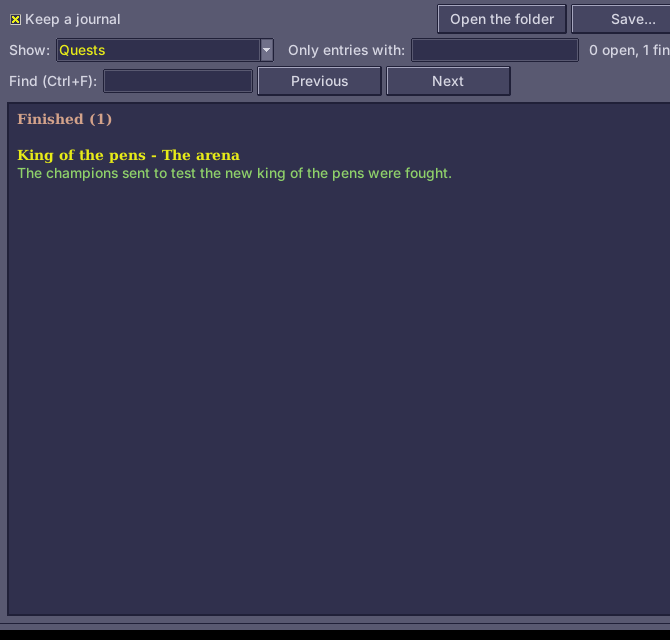 Keep a journal Open the folder Save...
Show: Quests Only entries with: 0 open, 1 fin
Find (Ctrl+F): Previous Next
Finished (1)
King of the pens - The arena
The champions sent to test the new king of the pens were fought.